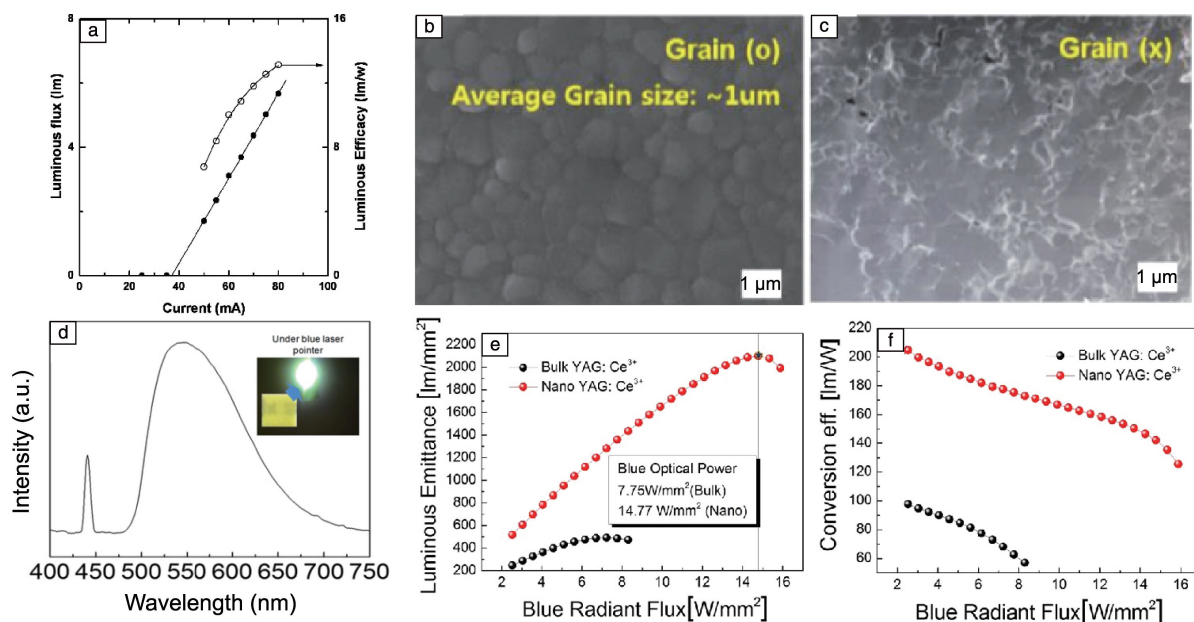 a
8
4
0
Luminous flux (lm)
16
12
8
4
0
Luminous Efficacy (lm/w)
0 20 40 60 80 100
Current (mA)
b
Grain (o)
Average Grain size: ~1um
1 μm
c
Grain (x)
1 μm
d
Under blue laser
pointer
Intensity (a.u.)
400 450 500 550 600 650 700 750
Wavelength (nm)
e
Bulk YAG: Ce³⁺
Nano YAG: Ce³⁺
2200
2000
1800
1600
1400
1200
1000
800
600
400
200
Luminous Emittance [lm/mm²]
Blue Optical Power
7.75W/mm²(Bulk)
14.77 W/mm² (Nano)
2 4 6 8 10 12 14 16
Blue Radiant Flux[W/mm²]
f
Bulk YAG: Ce³⁺
Nano YAG: Ce³⁺
220
200
180
160
140
120
100
80
60
Conversion eff. [lm/W]
2 4 6 8 10 12 14 16
Blue Radiant Flux[W/mm²]